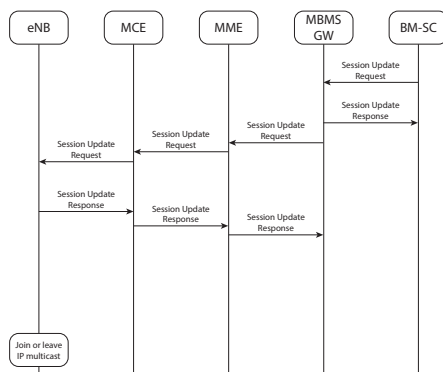 eNB
MCE
MME
MBMS
GW
BM-SC
Session Update
Request
Session Update
Response
Session Update
Request
Session Update
Request
Session Update
Request
Session Update
Response
Session Update
Response
Session Update
Response
Join or leave
IP multicast